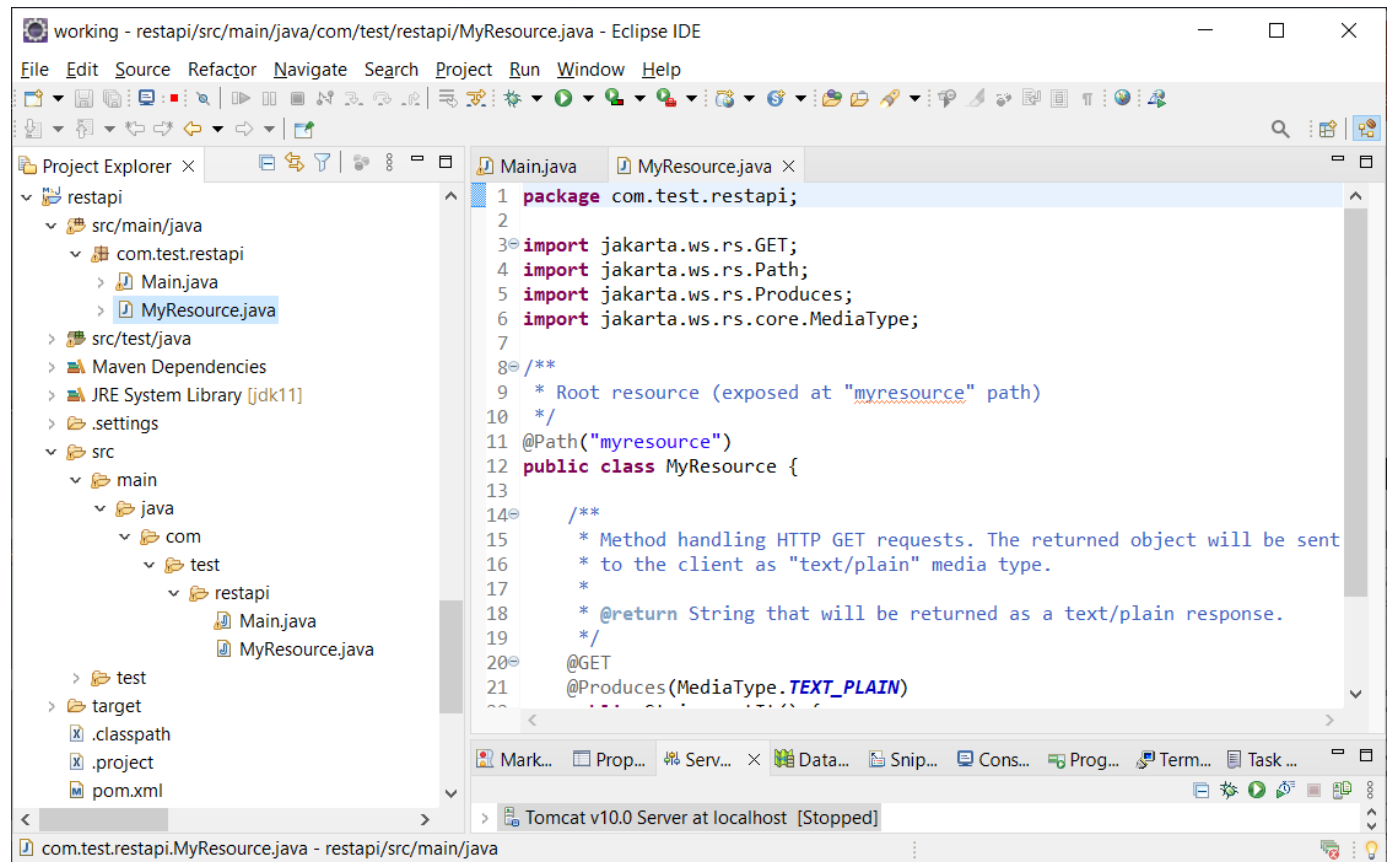 working - restapi/src/main/java/com/test/restapi/MyResource.java - Eclipse IDE
File Edit Source Refactor Navigate Search Project Run Window Help
Project Explorer
restapi
src/main/java
com.test.restapi
Main.java
MyResource.java
src/test/java
Maven Dependencies
JRE System Library [jdk11]
.settings
src
main
java
com
test
restapi
Main.java
MyResource.java
test
target
.classpath
.project
pom.xml
Main.java MyResource.java
1 package com.test.restapi;
2
3 import jakarta.ws.rs.GET;
4 import jakarta.ws.rs.Path;
5 import jakarta.ws.rs.Produces;
6 import jakarta.ws.rs.core.MediaType;
7
8 /**
9 * Root resource (exposed at "myresource" path)
10 */
11 @Path("myresource")
12 public class MyResource {
13
14 /**
15 * Method handling HTTP GET requests. The returned object will be sent
16 * to the client as "text/plain" media type.
17 *
18 * @return String that will be returned as a text/plain response.
19 */
20 @GET
21 @Produces(MediaType.TEXT_PLAIN)
Mark... Prop... Serv... Data... Snip... Cons... Prog... Term... Task ...
Tomcat v10.0 Server at localhost [Stopped]
com.test.restapi.MyResource.java - restapi/src/main/java